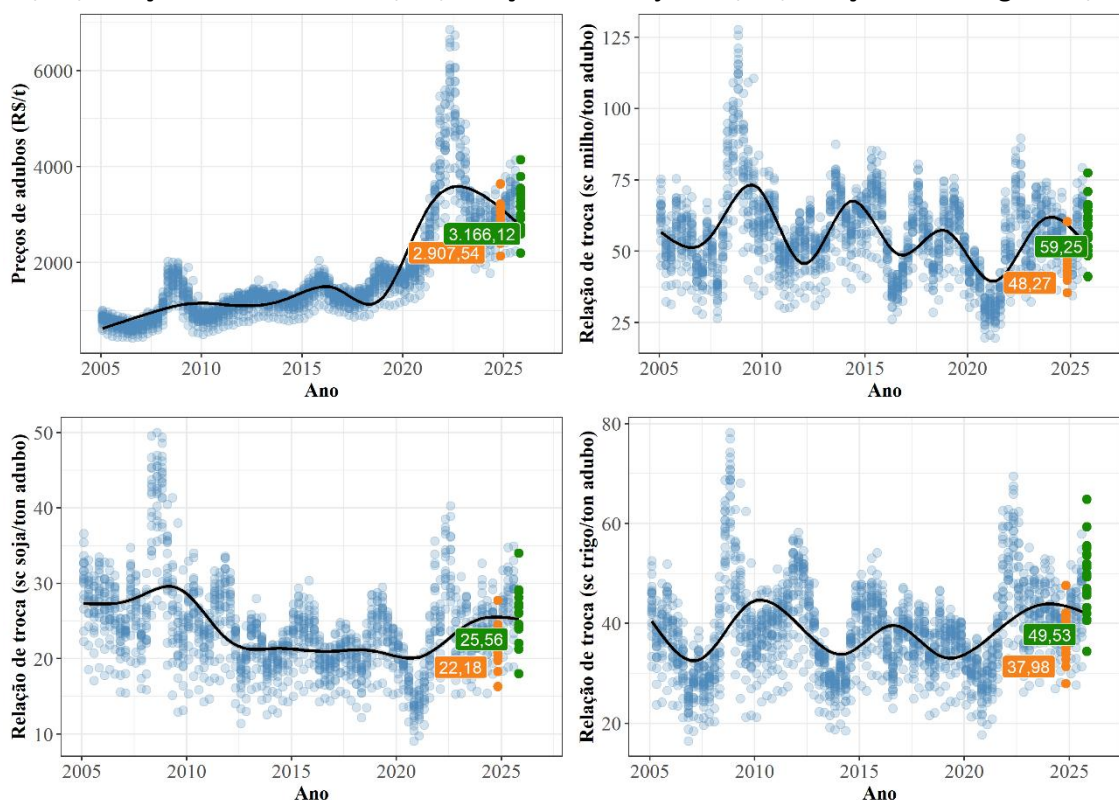 Preços de adubos (R$/t)
6000
4000
2000
3.166,12
2.907,54
2005 2010 2015 2020 2025
Ano
Relação de troca (sc milho/ton adubo)
125
100
75
50
25
59,25
48,27
2005 2010 2015 2020 2025
Ano
Relação de troca (sc soja/ton adubo)
50
40
30
20
10
25,56
22,18
2005 2010 2015 2020 2025
Ano
Relação de troca (sc trigo/ton adubo)
80
60
40
20
49,53
37,98
2005 2010 2015 2020 2025
Ano